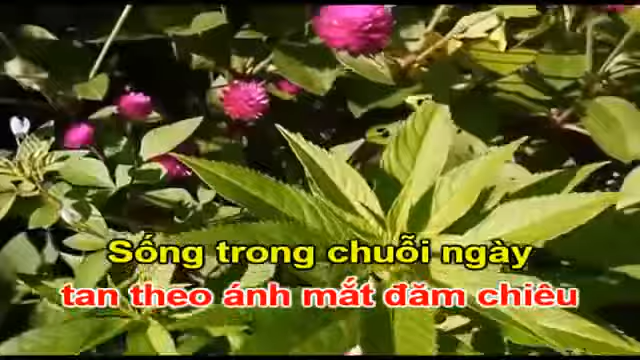 Sống trong chuỗi ngày
tan theo ánh mắt đăm chiêu